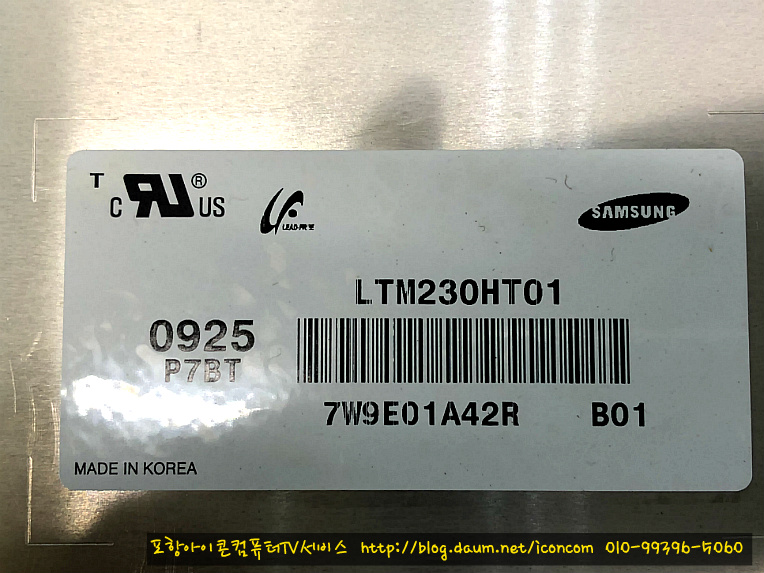 T
C US ®
LEAD-FREE
SAMSUNG
LTM230HT01
0925
P7BT
7W9E01A42R B01
MADE IN KOREA
포항아이콘컴퓨터TV서비스 http://blog.daum.net/iconcom 010-99396-5060